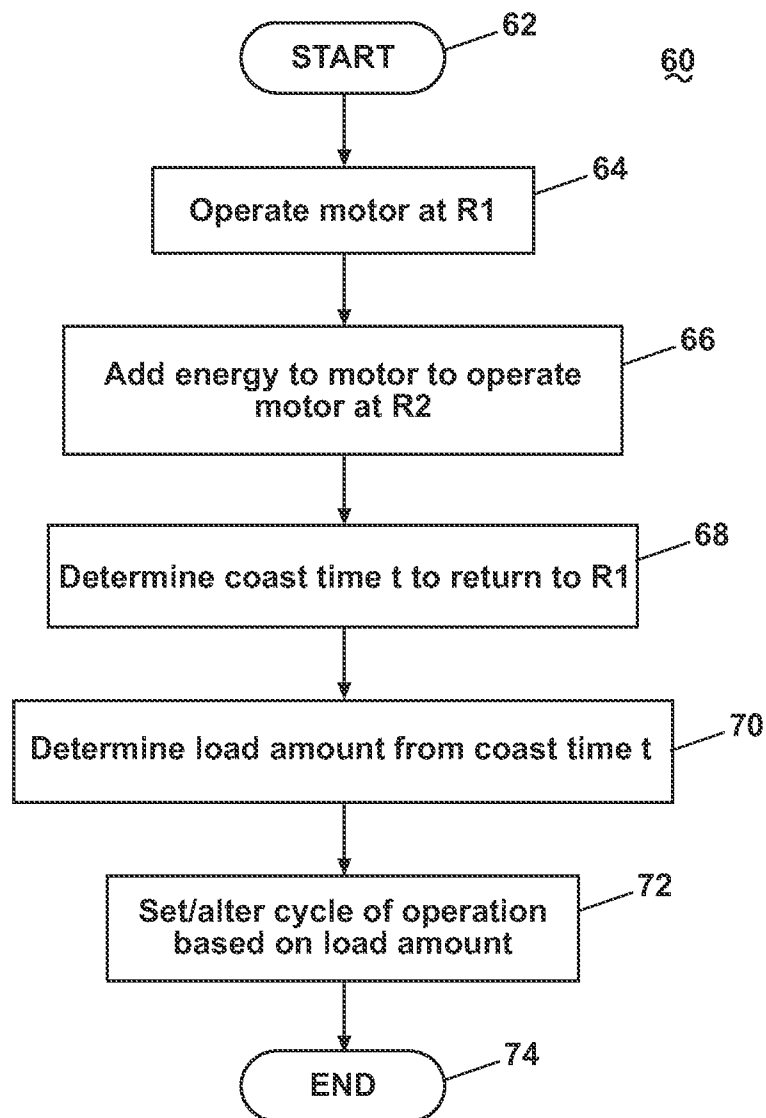 START
62
60
Operate motor at R1
64
Add energy to motor to operate
motor at R2
66
Determine coast time t to return to R1
68
Determine load amount from coast time t
70
Set/alter cycle of operation
based on load amount
72
END
74